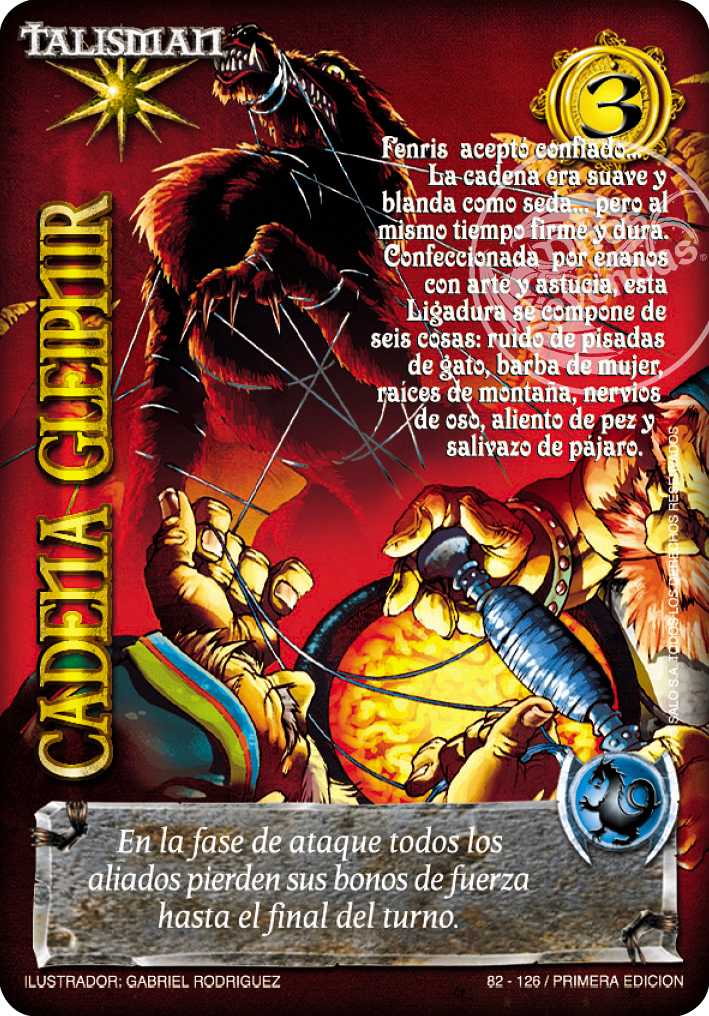 TALISMAN
3
CADENA GLEIPNIR
Fenris aceptó confiado...
La cadena era suave y
blanda como seda... pero al
mismo tiempo firme y dura.
Confeccionada por enanos
con arte y astucia, esta
Ligadura se compone de
seis cosas: ruido de pisadas
de gato, barba de mujer,
raíces de montaña, nervios
de oso, aliento de pez y
salivazo de pájaro.
SALO S.A. TODOS LOS DERECHOS RESERVADOS
En la fase de ataque todos los
aliados pierden sus bonos de fuerza
hasta el final del turno.
ILUSTRADOR: GABRIEL RODRIGUEZ
82 - 126 / PRIMERA EDICION